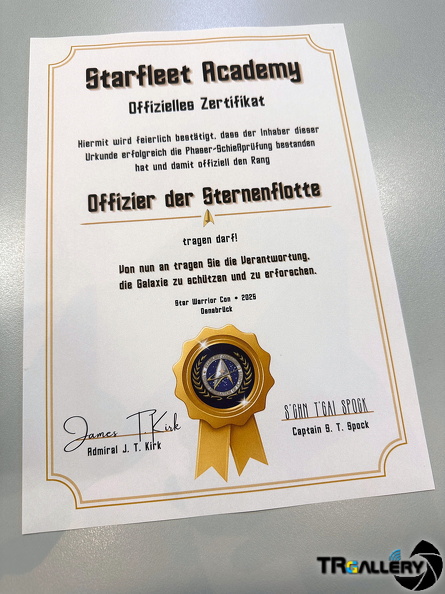 Starfleet Academy
Offizielles Zertifikat
Hiermit wird feierlich bestätigt, dass der Inhaber dieser
Urkunde erfolgreich die Phaser-Schießprüfung bestanden
hat und damit offiziell den Rang
Offizier der Sternenflotte
tragen darf!
Von nun an tragen Sie die Verantwortung,
die Galaxie zu schützen und zu erforschen.
Star Warrior Con • 2025
Osnabrück
James T. Kirk
Admiral J. T. Kirk
S'CHN T'GAI SPOCK
Captain S. T. Spock
TRGALLERY